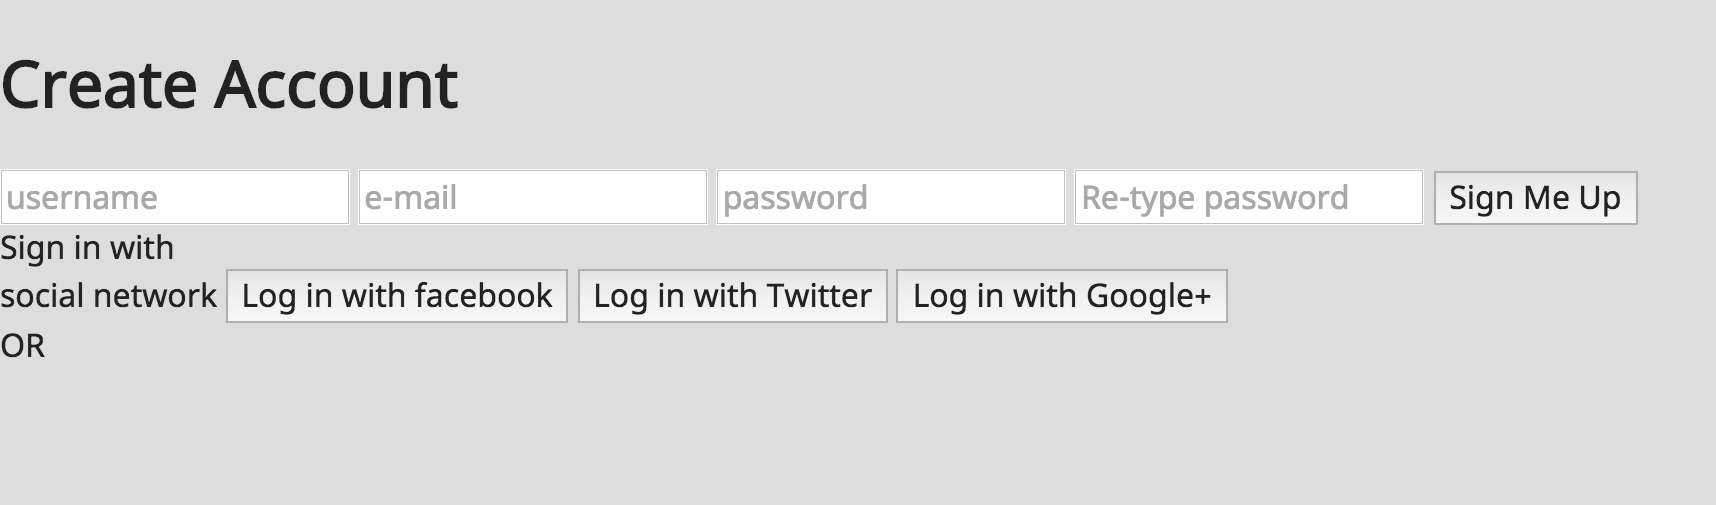 Create Account
username e-mail password Re-type password Sign Me Up
Sign in with
social network Log in with facebook Log in with Twitter Log in with Google+
OR